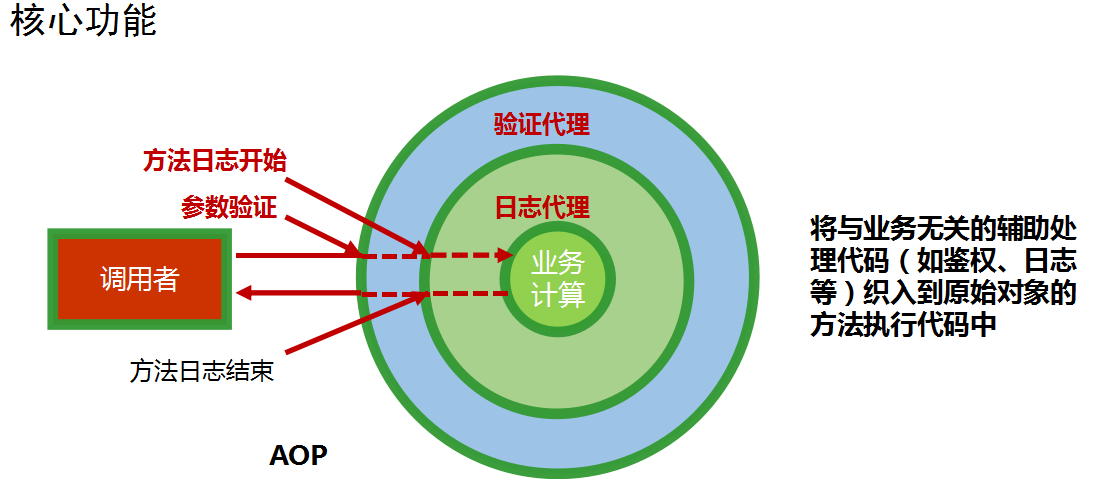 核心功能
验证代理
方法日志开始
参数验证
日志代理
调用者
业务
计算
将与业务无关的辅助处
理代码（如鉴权、日志
等）织入到原始对象的
方法执行代码中
方法日志结束
AOP